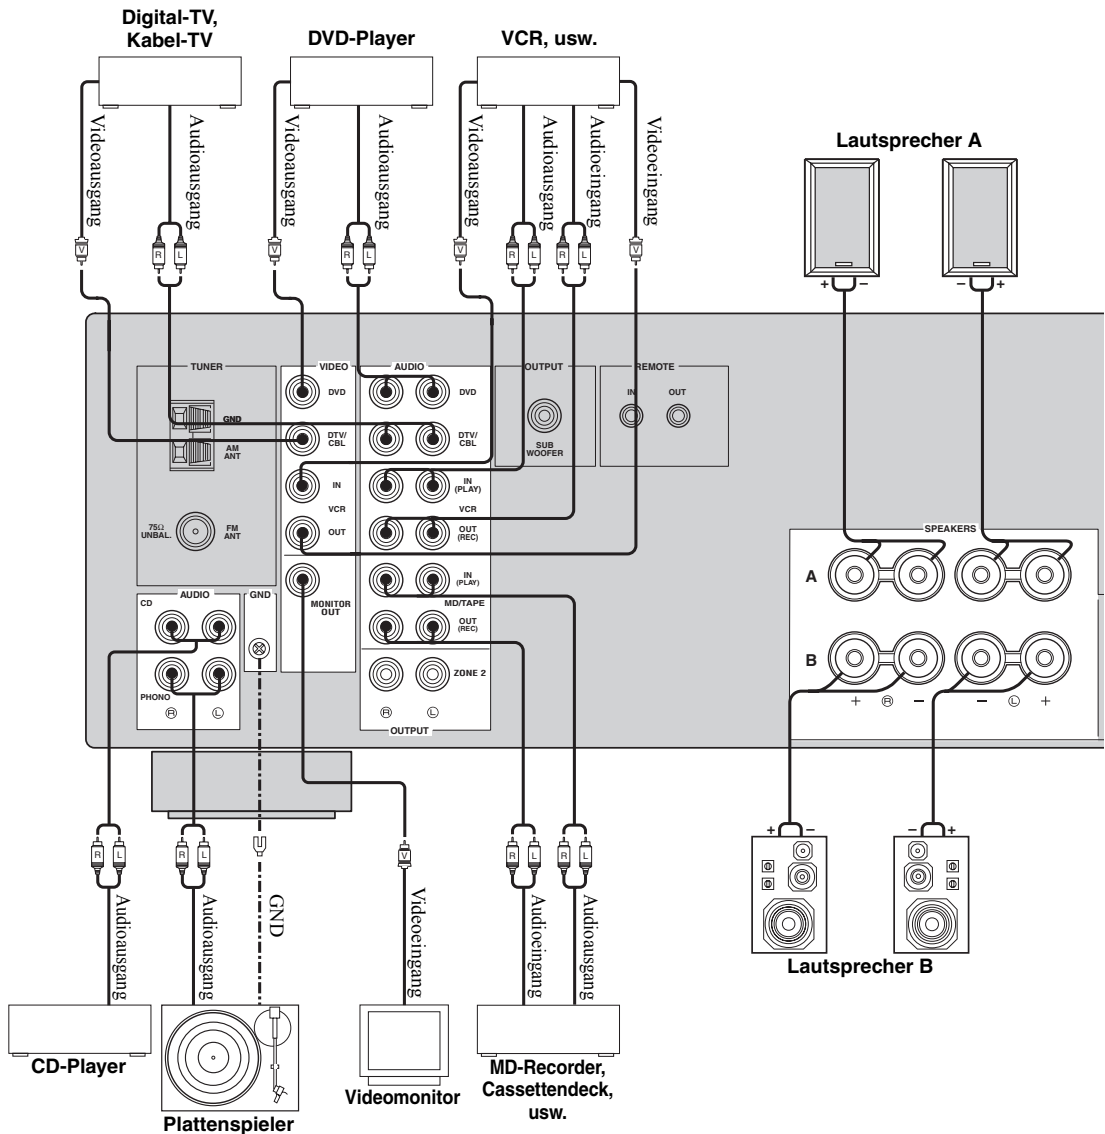 Digital-TV,
Kabel-TV
DVD-Player
VCR, usw.
Videoausgang
Audioausgang
Videoausgang
Audioausgang
Videoausgang
Audioausgang
Audioeingang
Videoeingang
V
R
L
V
R
L
V
R
L
R
L
V
Lautsprecher A
+
–
–
+
TUNER
GND
AM
ANT
75Ω
UNBAL.
FM
ANT
VIDEO
DVD
DTV/
CBL
IN
VCR
OUT
MONITOR
OUT
AUDIO
DVD
DTV/
CBL
IN
(PLAY)
VCR
OUT
(REC)
IN
(PLAY)
MD/TAPE
OUT
(REC)
ZONE 2
R
L
OUTPUT
OUTPUT
SUB
WOOFER
REMOTE
IN
OUT
AUDIO
CD
PHONO
R
L
GND
SPEAKERS
A
B
+
R
–
–
L
+
+
–
–
+
Lautsprecher B
R
L
R
L
V
R
L
R
L
Audioausgang
Audioausgang
GND
Videoeingang
Audioeingang
Audioausgang
CD-Player
Plattenspieler
Videomonitor
MD-Recorder,
Cassettendeck,
usw.